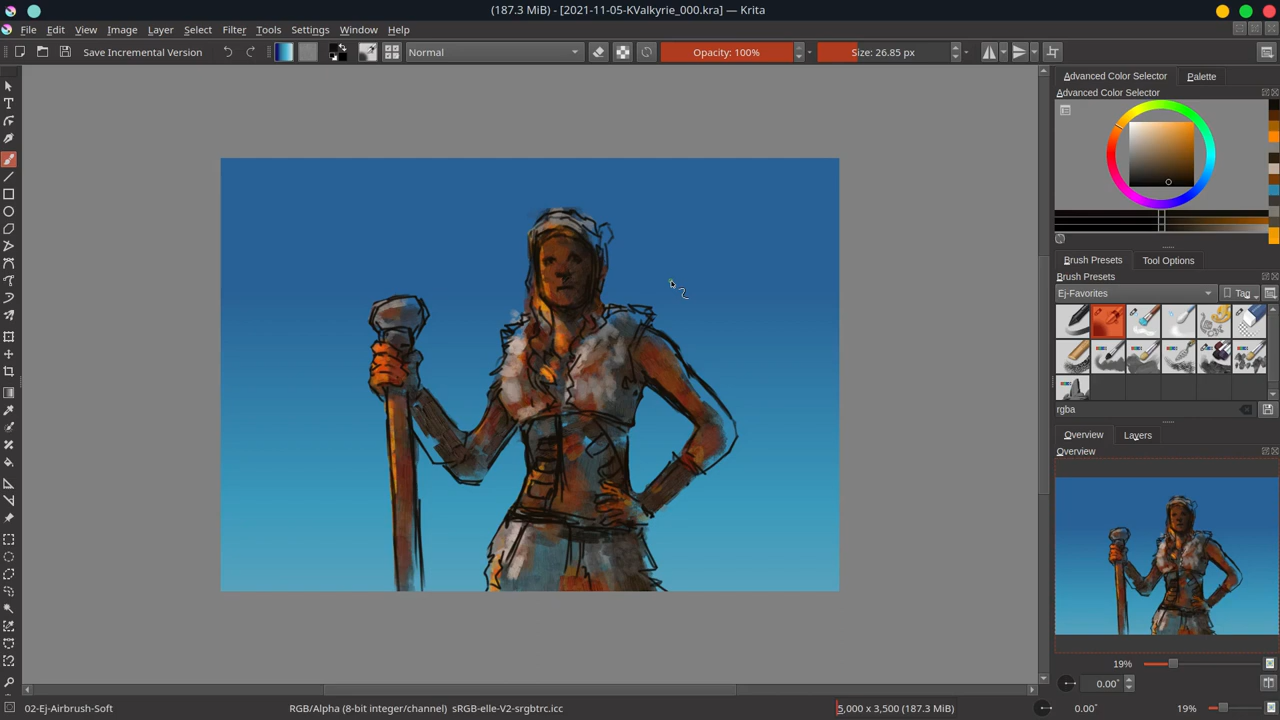 (187.3 MiB) - [2021-11-05-KValkyrie_000.kra] — Krita
File Edit View Image Layer Select Filter Tools Settings Window Help
Save Incremental Version Normal Opacity: 100% Size: 26.85 px
Advanced Color Selector Palette
Advanced Color Selector
Brush Presets Tool Options
Brush Presets
Ej-Favorites Tag
rgba
Overview Layers
Overview
19%
0.00°
02-Ej-Airbrush-Soft RGB/Alpha (8-bit integer/channel) sRGB-elle-V2-srgbtrc.icc 5,000 x 3,500 (187.3 MiB) 0.00° 19%